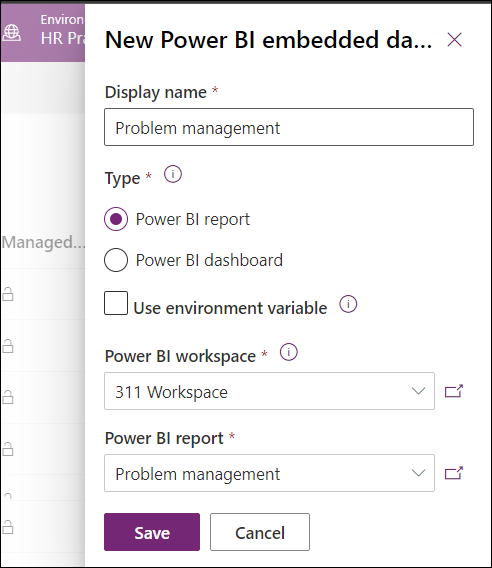 Environ
HR Pra
New Power BI embedded da...
Display name *
Problem management
Type *
Power BI report
Power BI dashboard
Managed...
Use environment variable
Power BI workspace *
311 Workspace
Power BI report *
Problem management
Save
Cancel